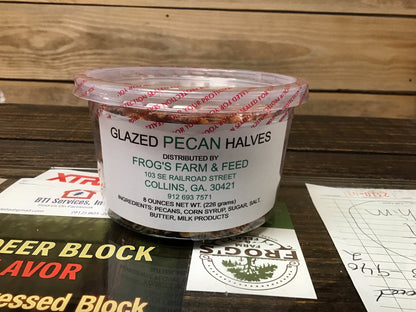 GLAZED PECAN HALVES
DISTRIBUTED BY
FROG'S FARM & FEED
103 SE RAILROAD STREET
COLLINS, GA. 30421
912 693 7571
8 OUNCES NET WT. (226 grams)
INGREDIENTS: PECANS, CORN SYRUP, SUGAR, SALT,
BUTTER, MILK PRODUCTS
XTR
BTI Services, In
DEER BLOCK
LAVOR
essed Block
FROG'S